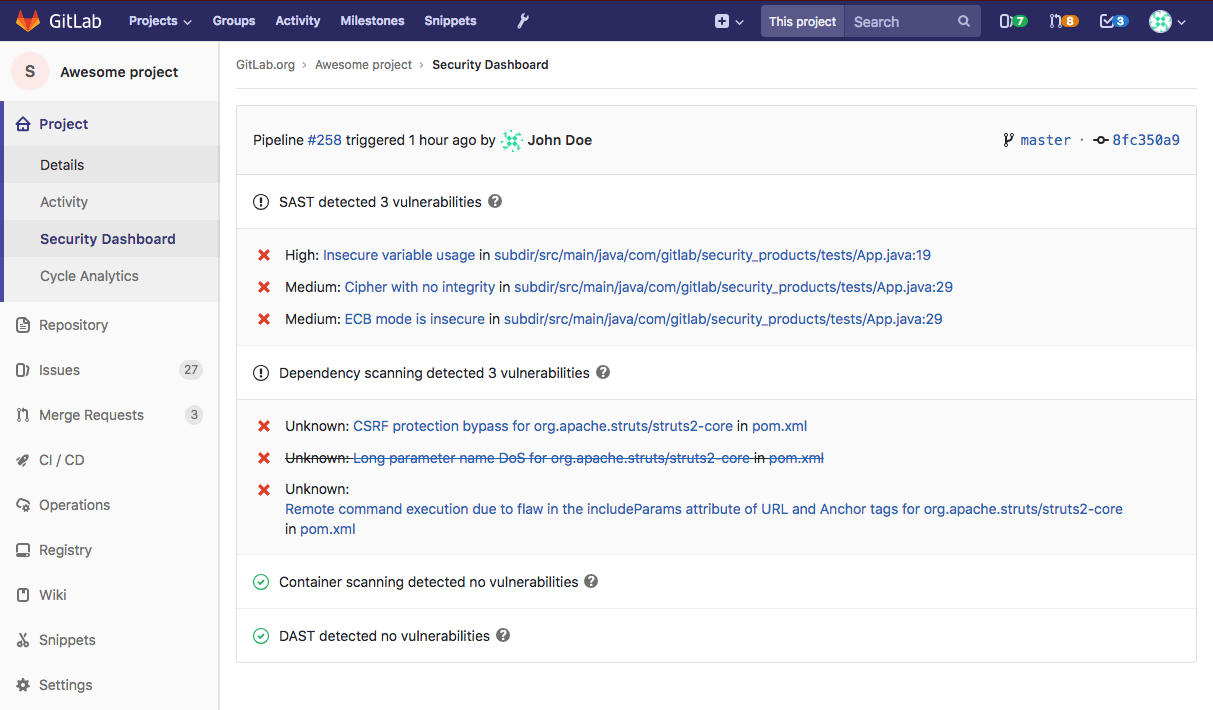 GitLab Projects Groups Activity Milestones Snippets This project Search 7 8 3
S Awesome project
Project
Details
Activity
Security Dashboard
Cycle Analytics
Repository
Issues 27
Merge Requests 3
CI / CD
Operations
Registry
Wiki
Snippets
Settings
GitLab.org › Awesome project › Security Dashboard
Pipeline #258 triggered 1 hour ago by John Doe master · 8fc350a9
SAST detected 3 vulnerabilities ?
High: Insecure variable usage in subdir/src/main/java/com/gitlab/security_products/tests/App.java:19
Medium: Cipher with no integrity in subdir/src/main/java/com/gitlab/security_products/tests/App.java:29
Medium: ECB mode is insecure in subdir/src/main/java/com/gitlab/security_products/tests/App.java:29
Dependency scanning detected 3 vulnerabilities ?
Unknown: CSRF protection bypass for org.apache.struts/struts2-core in pom.xml
Unknown: Long parameter name DoS for org.apache.struts/struts2-core in pom.xml
Unknown:
Remote command execution due to flaw in the includeParams attribute of URL and Anchor tags for org.apache.struts/struts2-core
in pom.xml
Container scanning detected no vulnerabilities ?
DAST detected no vulnerabilities ?